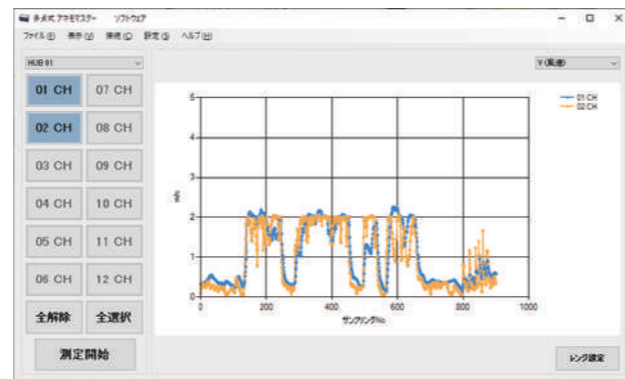 多点式 アネモマスター ソフトウェア
ファイル(F) 表示(V) 接続(C) 設定(S) ヘルプ(H)
HUB 01
Y (風速)
01 CH 07 CH
02 CH 08 CH
03 CH 09 CH
04 CH 10 CH
05 CH 11 CH
06 CH 12 CH
全解除 全選択
測定開始
5
4
3
2
1
0
m/s
0 200 400 600 800 1000
サンプリングNo
01 CH
02 CH
レンジ設定